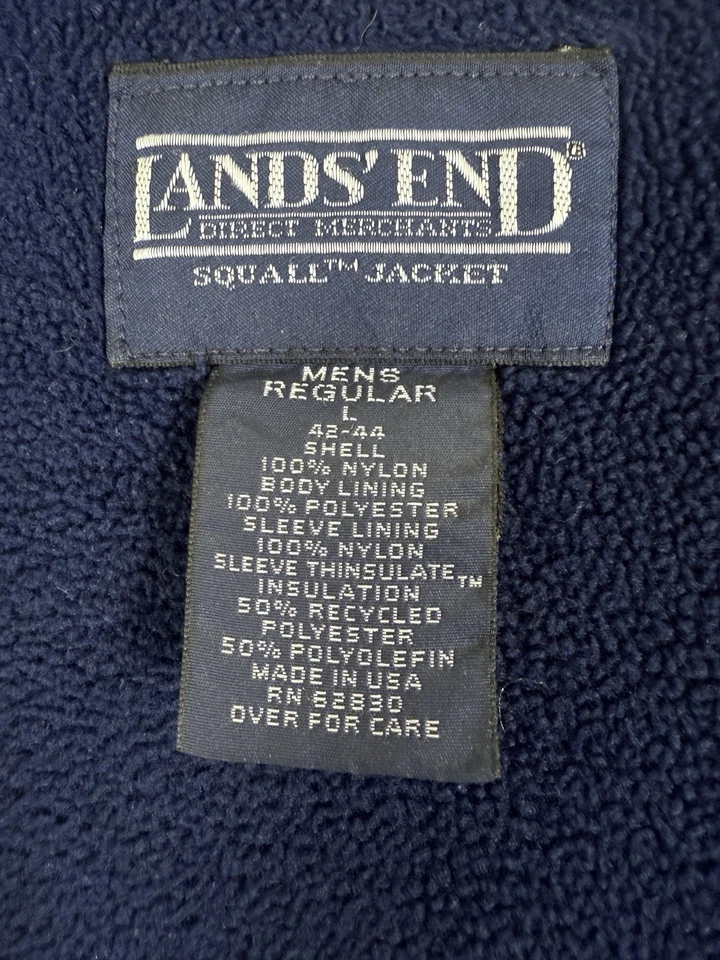 LANDS' END®
DIRECT MERCHANTS
SQUALL™ JACKET
MENS
REGULAR
L
42-44
SHELL
100% NYLON
BODY LINING
100% POLYESTER
SLEEVE LINING
100% NYLON
SLEEVE THINSULATE™
INSULATION
50% RECYCLED
POLYESTER
50% POLYOLEFIN
MADE IN USA
RN 62830
OVER FOR CARE